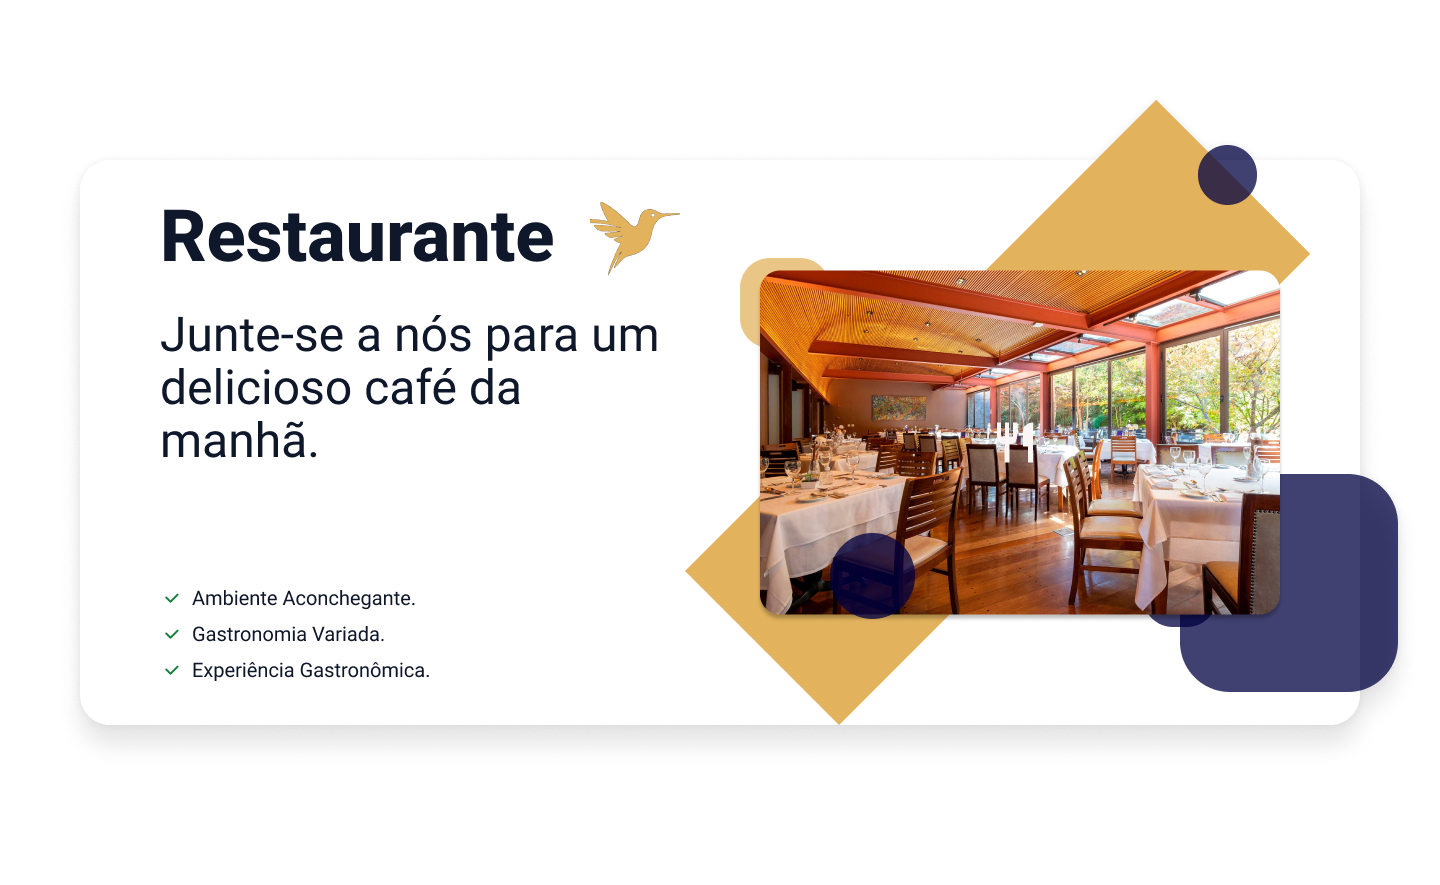 Restaurante
Junte-se a nós para um
delicioso café da
manhã.
Ambiente Aconchegante.
Gastronomia Variada.
Experiência Gastronômica.